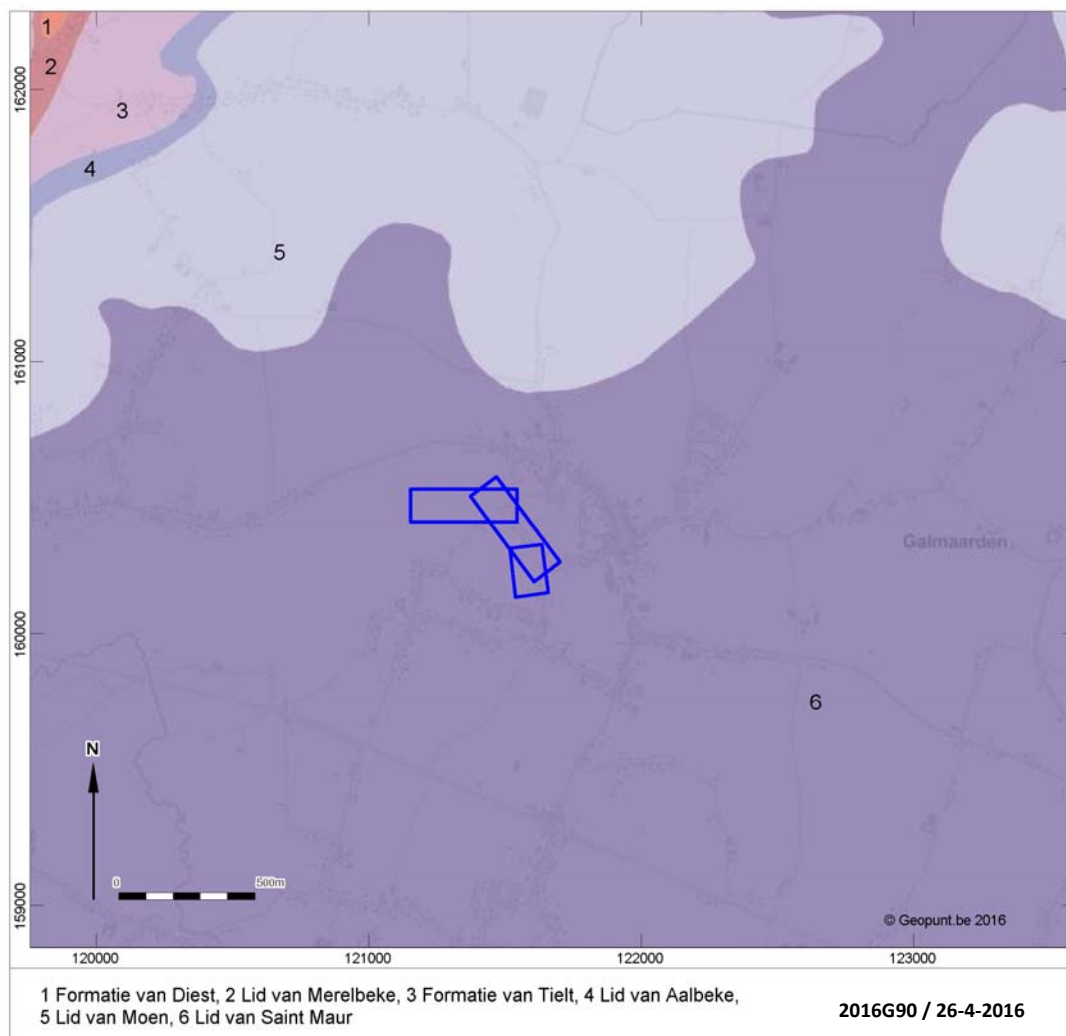 1
2
3
4
5
6
162000
161000
160000
159000
Galmaarden
N
0 500m
© Geopunt.be 2016
120000 121000 122000 123000
1 Formatie van Diest, 2 Lid van Merelbeke, 3 Formatie van Tielt, 4 Lid van Aalbeke,
5 Lid van Moen, 6 Lid van Saint Maur
2016G90 / 26-4-2016